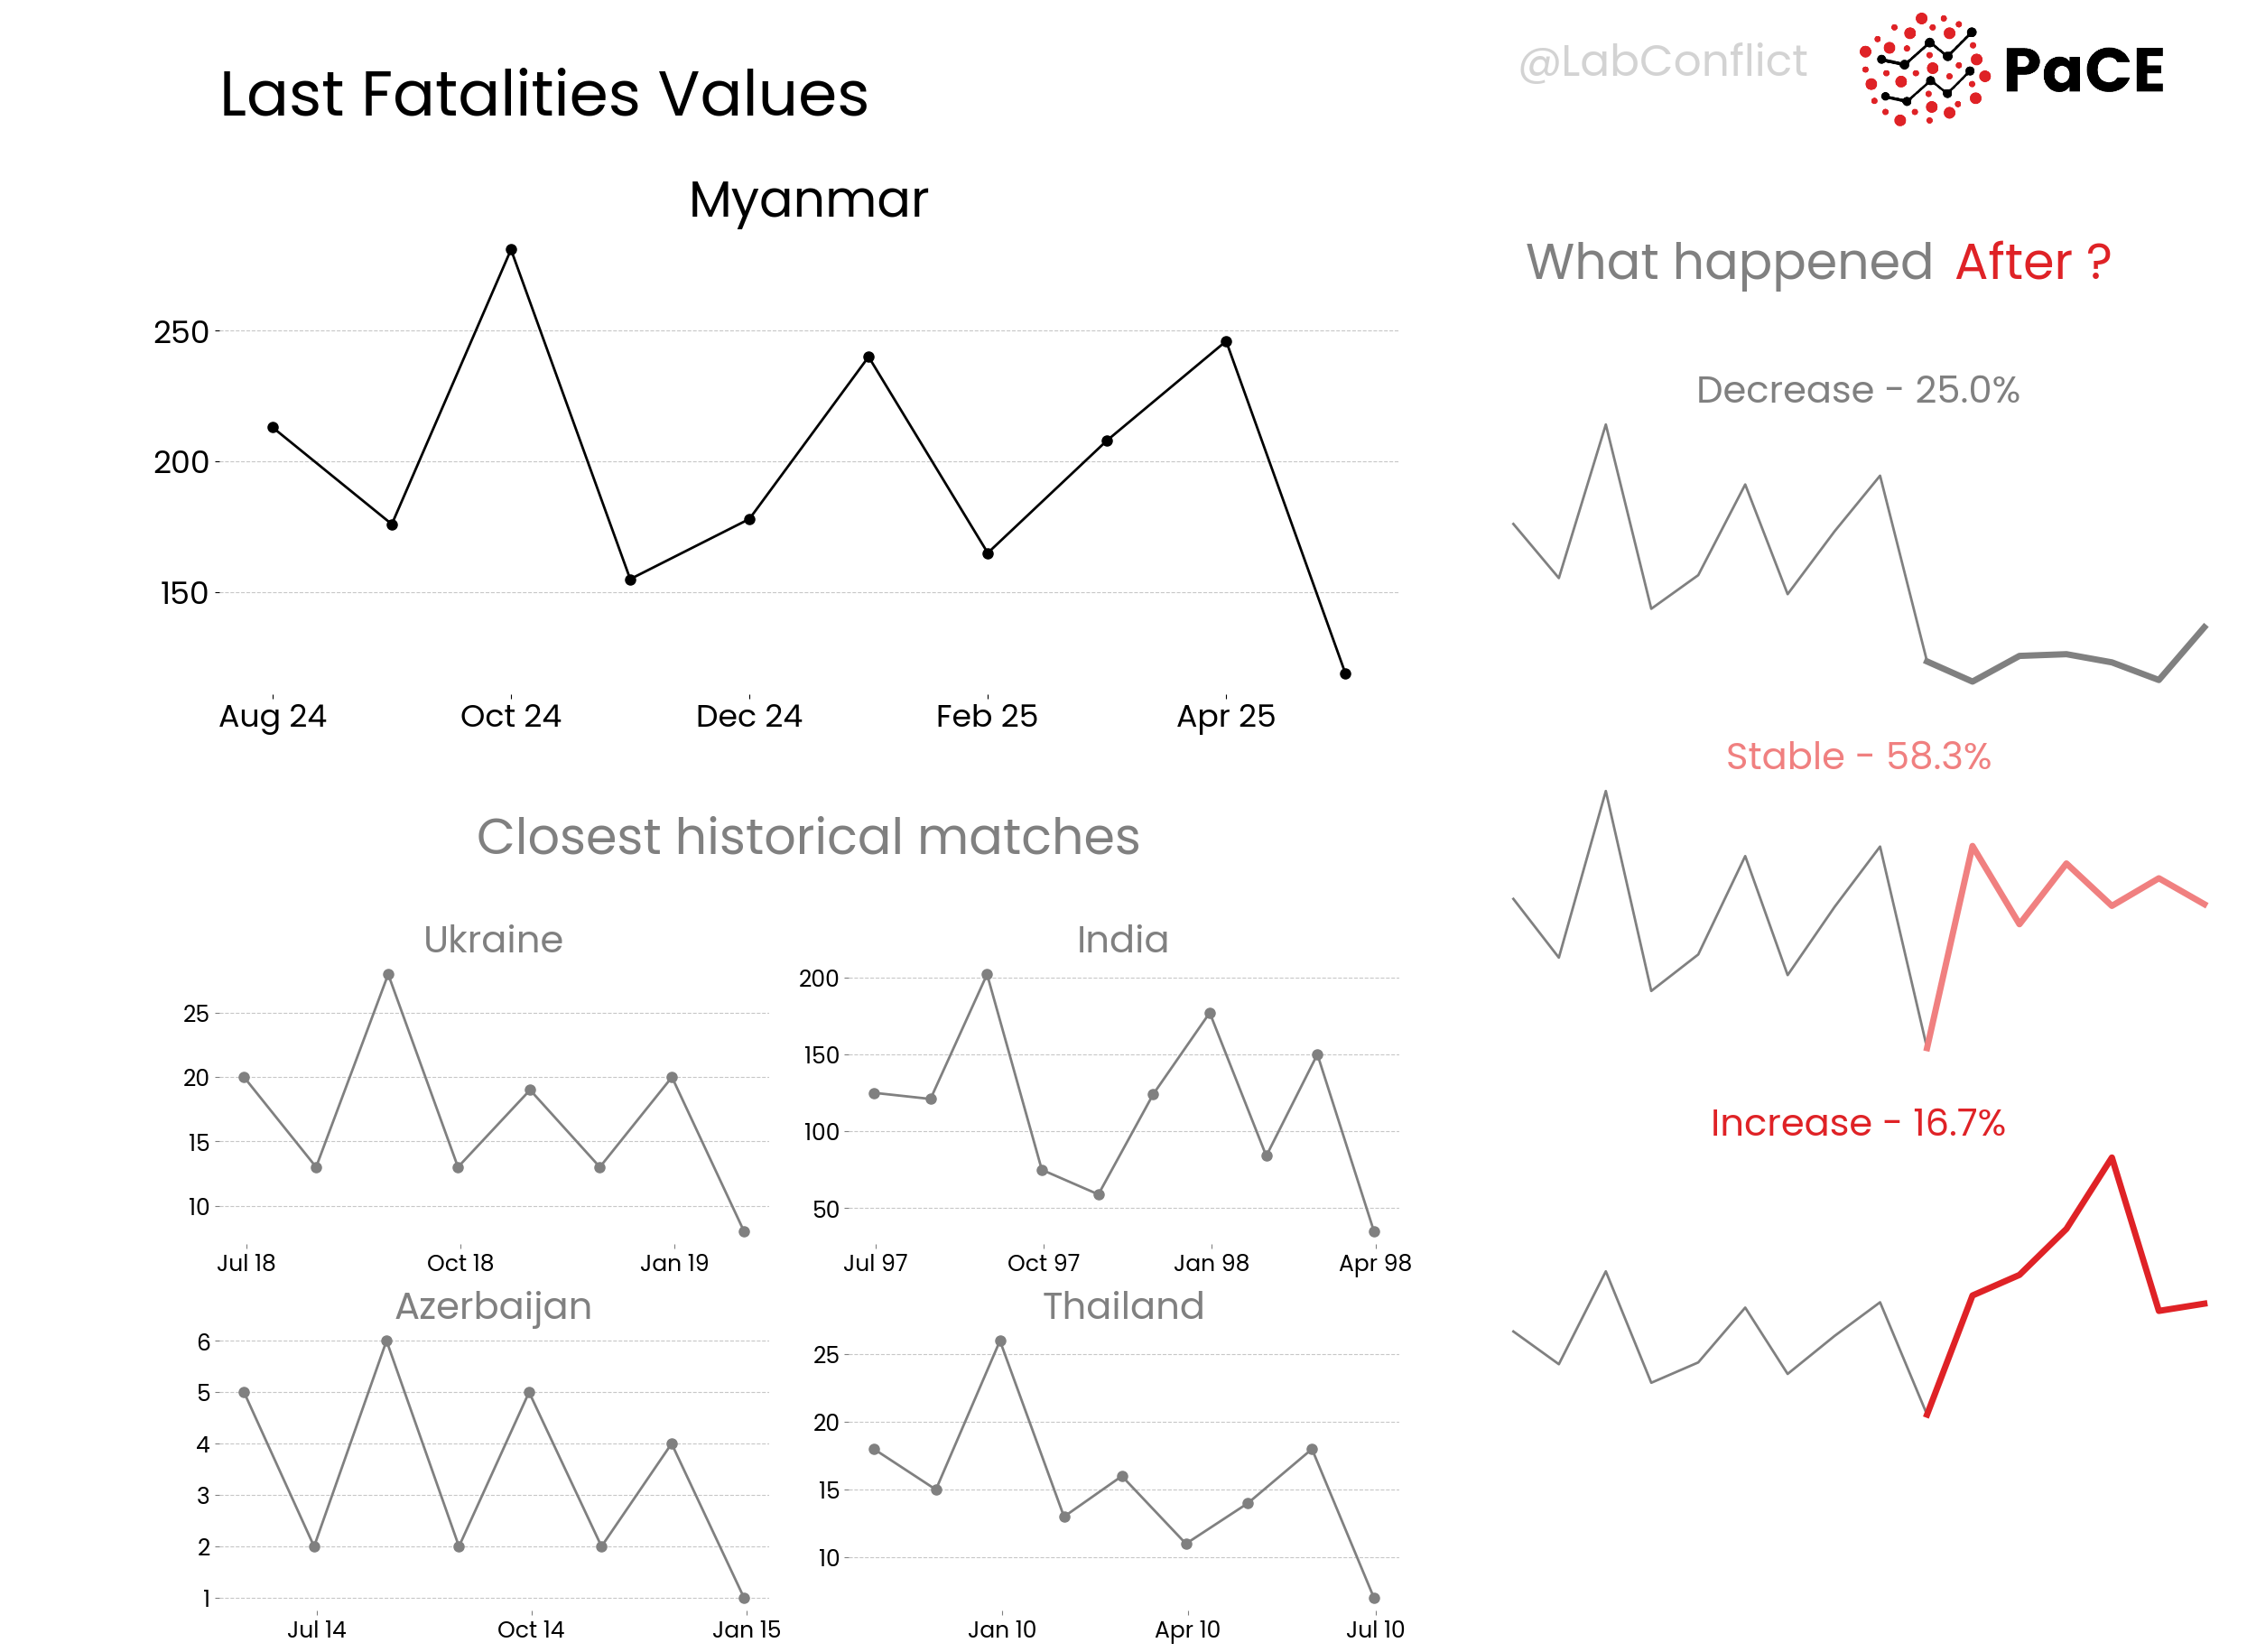 @LabConflict
PaCE
Last Fatalities Values
Myanmar
250
200
150
Aug 24 Oct 24 Dec 24 Feb 25 Apr 25
What happened After ?
Decrease - 25.0%
Stable - 58.3%
Increase - 16.7%
Closest historical matches
Ukraine
25
20
15
10
Jul 18 Oct 18 Jan 19
India
200
150
100
50
Jul 97 Oct 97 Jan 98 Apr 98
Azerbaijan
6
5
4
3
2
1
Jul 14 Oct 14 Jan 15
Thailand
25
20
15
10
Jan 10 Apr 10 Jul 10